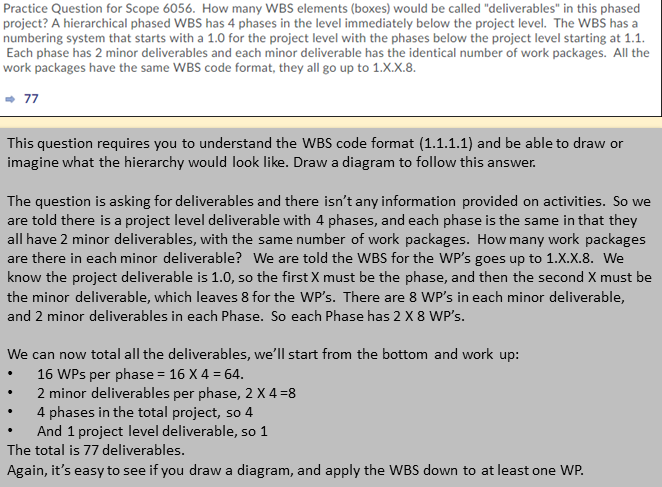 Practice Question for Scope 6056.  How many WBS elements (boxes) would be called "deliverables" in this phased
project? A hierarchical phased WBS has 4 phases in the level immediately below the project level.  The WBS has a
numbering system that starts with a 1.0 for the project level with the phases below the project level starting at 1.1.
Each phase has 2 minor deliverables and each minor deliverable has the identical number of work packages.  All the
work packages have the same WBS code format, they all go up to 1.X.X.8.
⇒ 77
This question requires you to understand the WBS code format (1.1.1.1) and be able to draw or
imagine what the hierarchy would look like. Draw a diagram to follow this answer.
The question is asking for deliverables and there isn't any information provided on activities.  So we
are told there is a project level deliverable with 4 phases, and each phase is the same in that they
all have 2 minor deliverables, with the same number of work packages.  How many work packages
are there in each minor deliverable?   We are told the WBS for the WP's goes up to 1.X.X.8.  We
know the project deliverable is 1.0, so the first X must be the phase, and then the second X must be
the minor deliverable, which leaves 8 for the WP's.  There are 8 WP's in each minor deliverable,
and 2 minor deliverables in each Phase.  So each Phase has 2 X 8 WP's.
We can now total all the deliverables, we'll start from the bottom and work up:
• 16 WPs per phase = 16 X 4 = 64.
• 2 minor deliverables per phase, 2 X 4 =8
• 4 phases in the total project, so 4
• And 1 project level deliverable, so 1
The total is 77 deliverables.
Again, it's easy to see if you draw a diagram, and apply the WBS down to at least one WP.